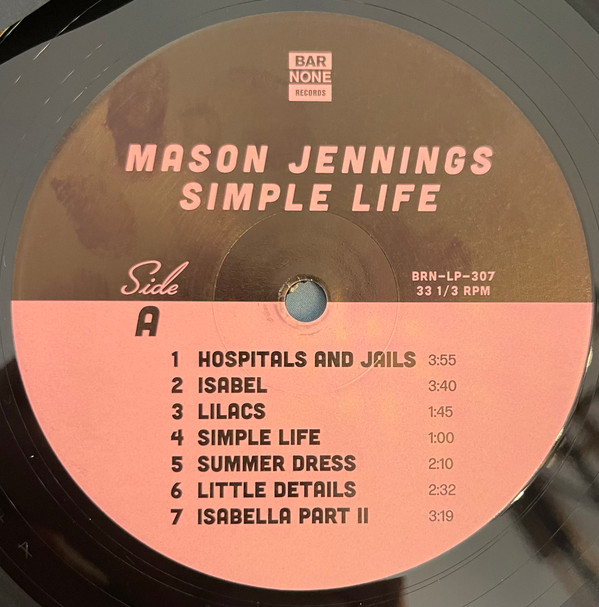 BAR
NONE
RECORDS
MASON JENNINGS
SIMPLE LIFE
Side
A
BRN-LP-307
33 1/3 RPM
1 HOSPITALS AND JAILS 3:55
2 ISABEL 3:40
3 LILACS 1:45
4 SIMPLE LIFE 1:00
5 SUMMER DRESS 2:10
6 LITTLE DETAILS 2:32
7 ISABELLA PART II 3:19